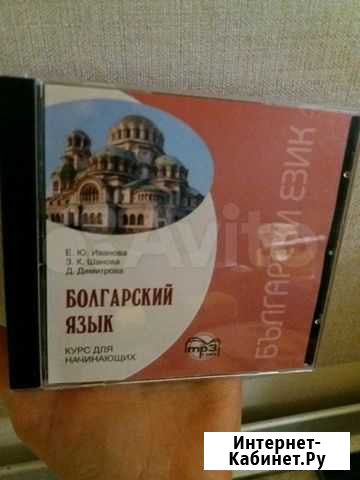 Е. Ю. Иванова
З. К. Шанова
Д. Димитрова
БОЛГАРСКИЙ
ЯЗЫК
КУРС ДЛЯ
НАЧИНАЮЩИХ
mp3
БЪЛГАРСКИ ЕЗИК
Avito
Интернет-
Кабинет.Ру